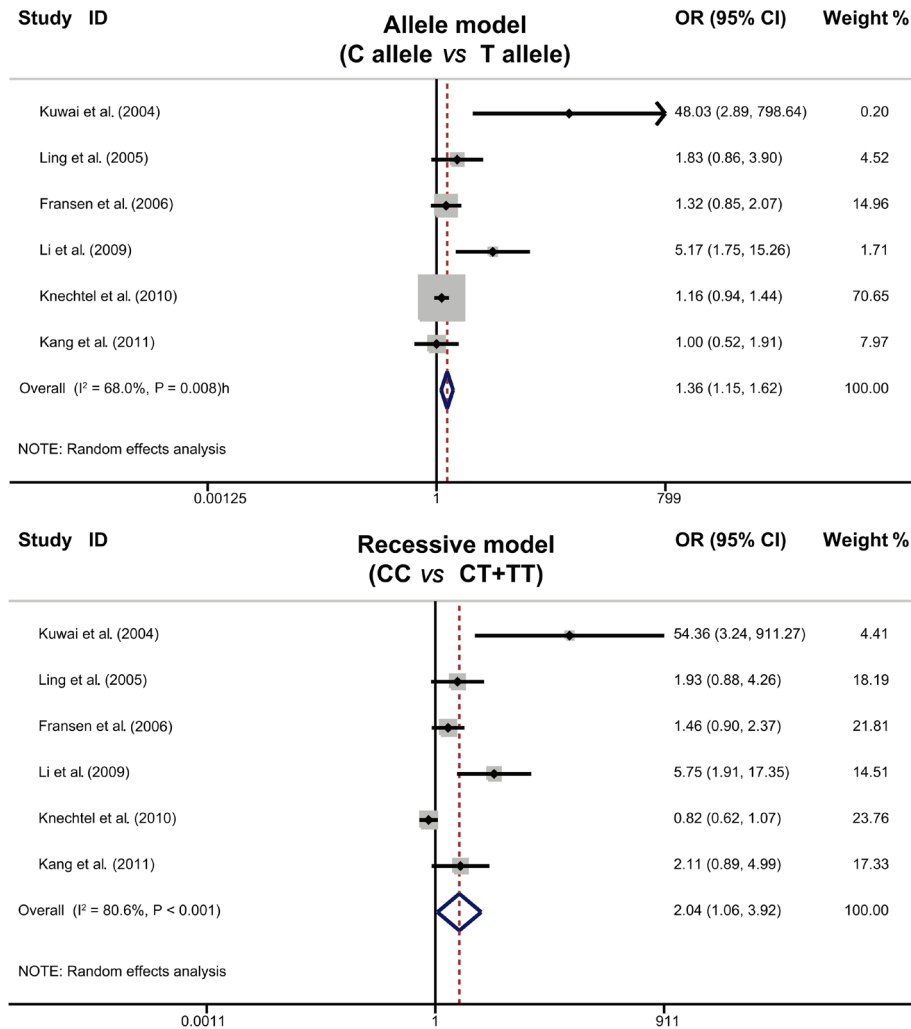 Study ID Allele model OR (95% CI) Weight %
(C allele vs T allele)
Kuwai et al. (2004) 48.03 (2.89, 798.64) 0.20
Ling et al. (2005) 1.83 (0.86, 3.90) 4.52
Fransen et al. (2006) 1.32 (0.85, 2.07) 14.96
Li et al. (2009) 5.17 (1.75, 15.26) 1.71
Knechtel et al. (2010) 1.16 (0.94, 1.44) 70.65
Kang et al. (2011) 1.00 (0.52, 1.91) 7.97
Overall (I² = 68.0%, P = 0.008)h 1.36 (1.15, 1.62) 100.00
NOTE: Random effects analysis
0.00125 1 799
Study ID Recessive model OR (95% CI) Weight %
(CC vs CT+TT)
Kuwai et al. (2004) 54.36 (3.24, 911.27) 4.41
Ling et al. (2005) 1.93 (0.88, 4.26) 18.19
Fransen et al. (2006) 1.46 (0.90, 2.37) 21.81
Li et al. (2009) 5.75 (1.91, 17.35) 14.51
Knechtel et al. (2010) 0.82 (0.62, 1.07) 23.76
Kang et al. (2011) 2.11 (0.89, 4.99) 17.33
Overall (I² = 80.6%, P < 0.001) 2.04 (1.06, 3.92) 100.00
NOTE: Random effects analysis
0.0011 1 911